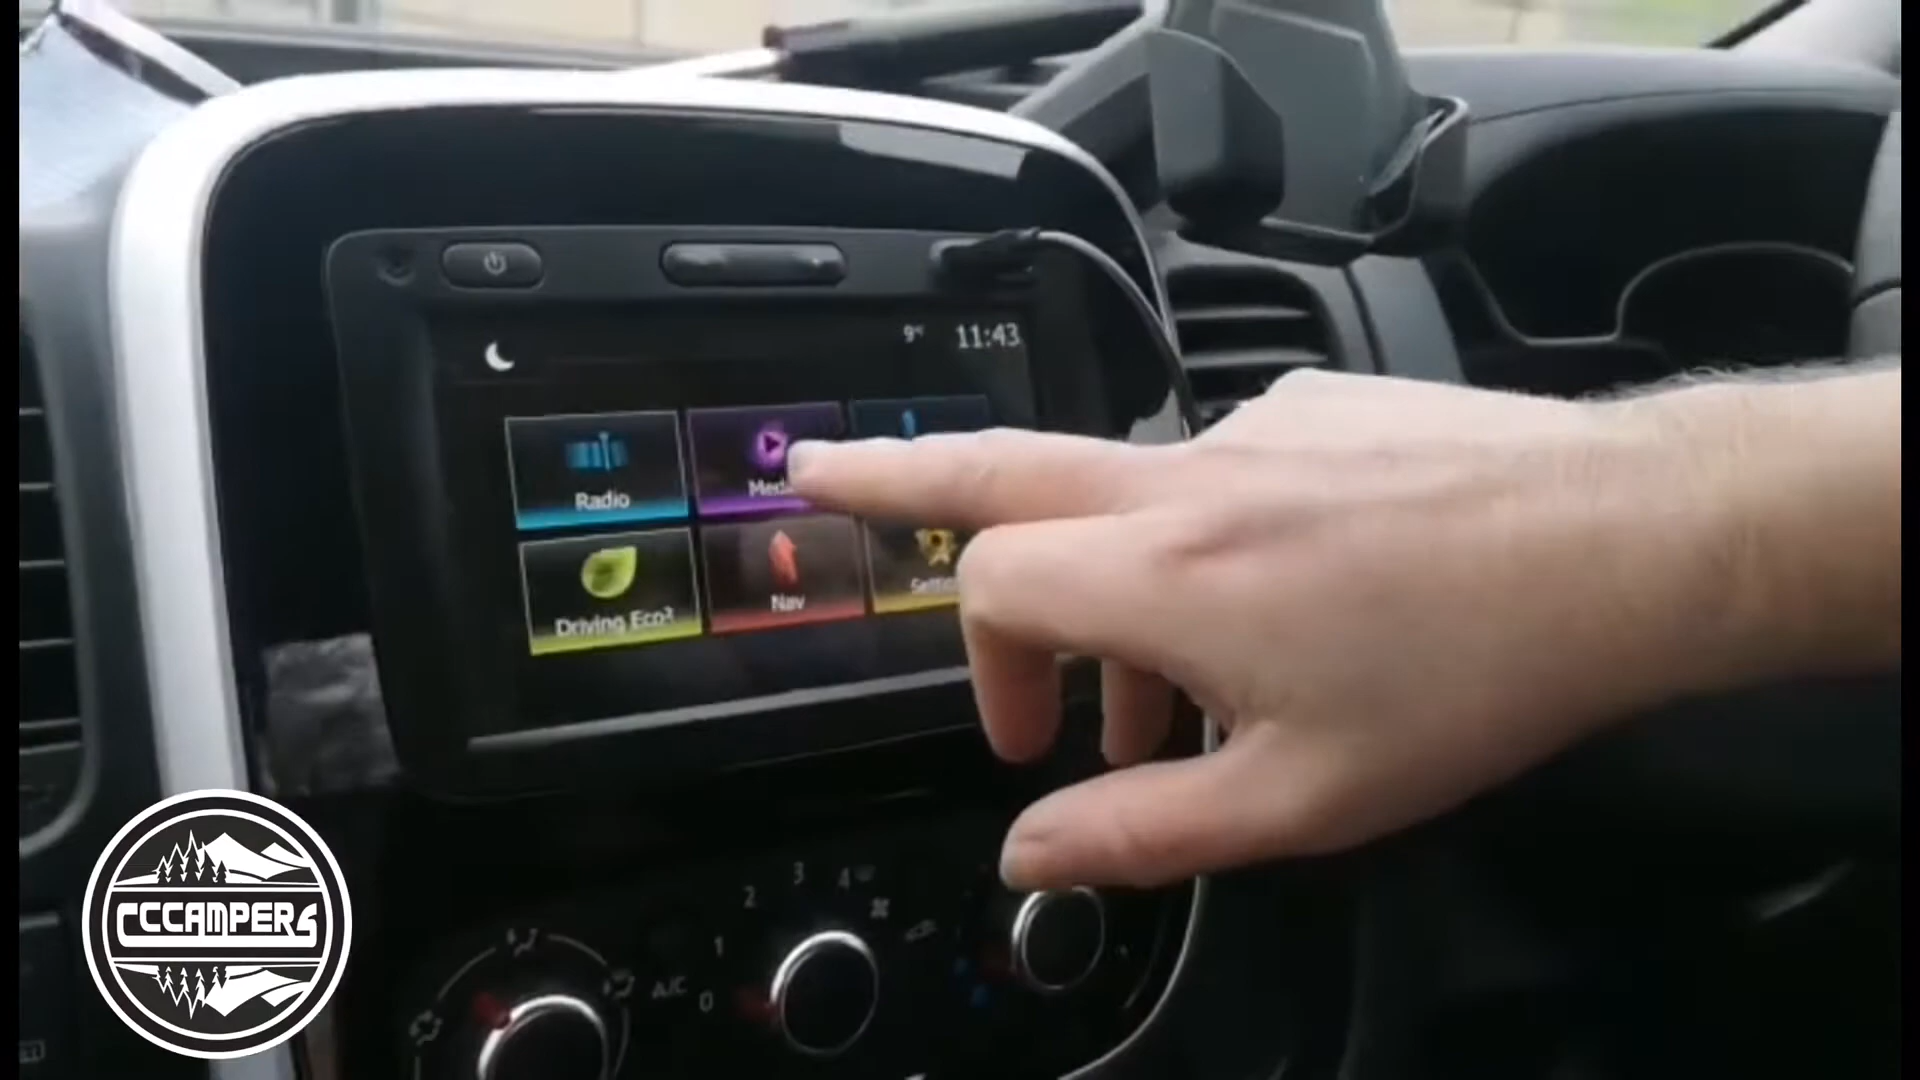 9°C 11:43
Radio
Driving Eco²
Nav
2 3 4
1
A/C 0
CCCAMPERS